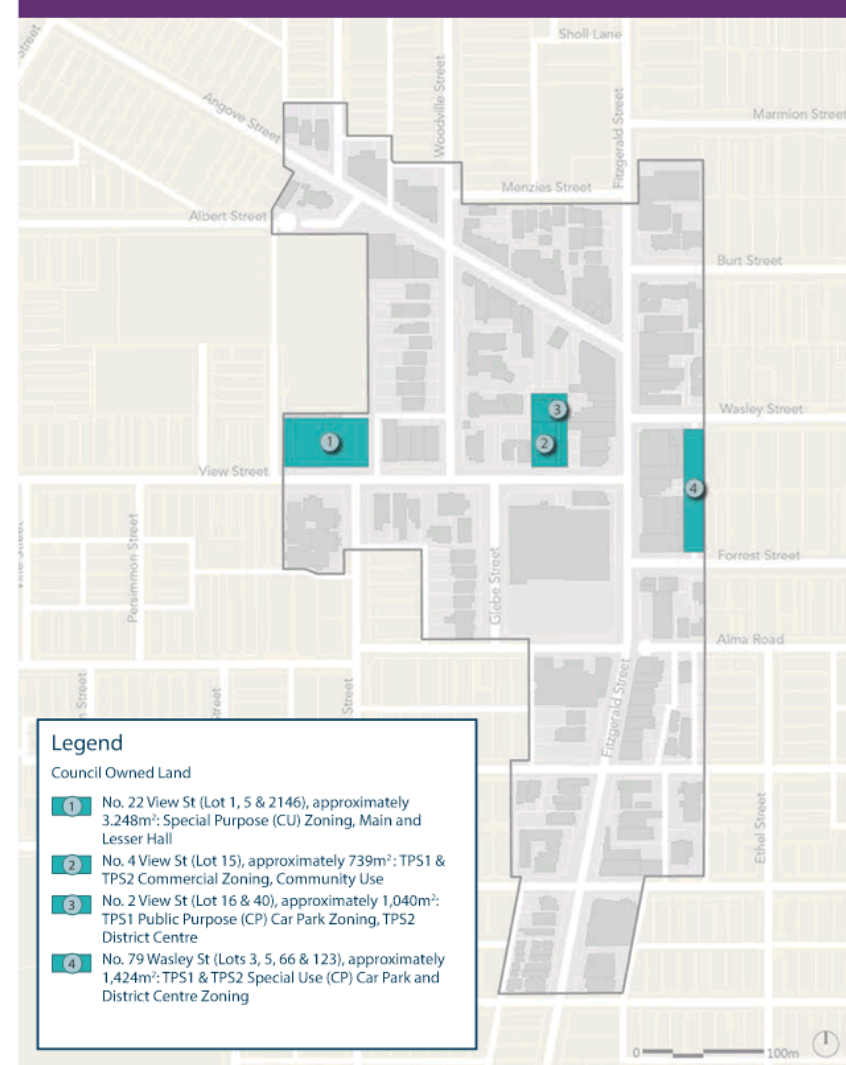 Street
Sholl Lane
Angove Street
Woodville Street
Fitzgerald Street
Marmion Street
Menzies Street
Albert Street
Burt Street
Wasley Street
3
1
2
View Street
4
Persimmon Street
Glebe Street
Forrest Street
Alma Road
Street
Street
Street
Fitzgerald Street
Ethel Street
Legend
Council Owned Land
1 No. 22 View St (Lot 1, 5 & 2146), approximately
3.248m²: Special Purpose (CU) Zoning, Main and
Lesser Hall
2 No. 4 View St (Lot 15), approximately 739m²: TPS1 &
TPS2 Commercial Zoning, Community Use
3 No. 2 View St (Lot 16 & 40), approximately 1,040m²:
TPS1 Public Purpose (CP) Car Park Zoning, TPS2
District Centre
4 No. 79 Wasley St (Lots 3, 5, 66 & 123), approximately
1,424m²: TPS1 & TPS2 Special Use (CP) Car Park and
District Centre Zoning
0 100m